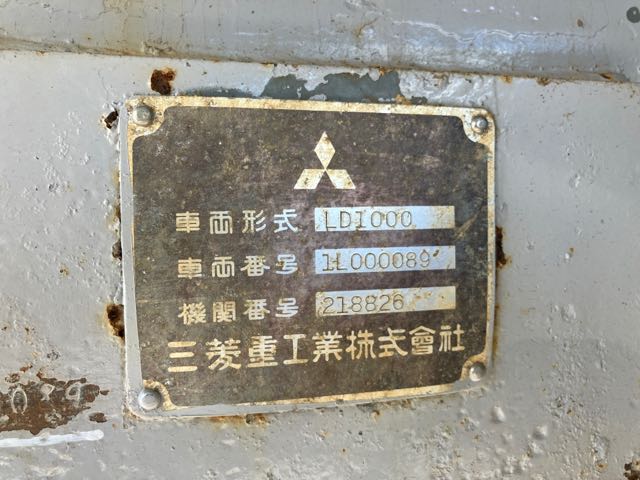 車両形式 LD1000
車両番号 1L000089
機関番号 218826
三菱重工業株式會社